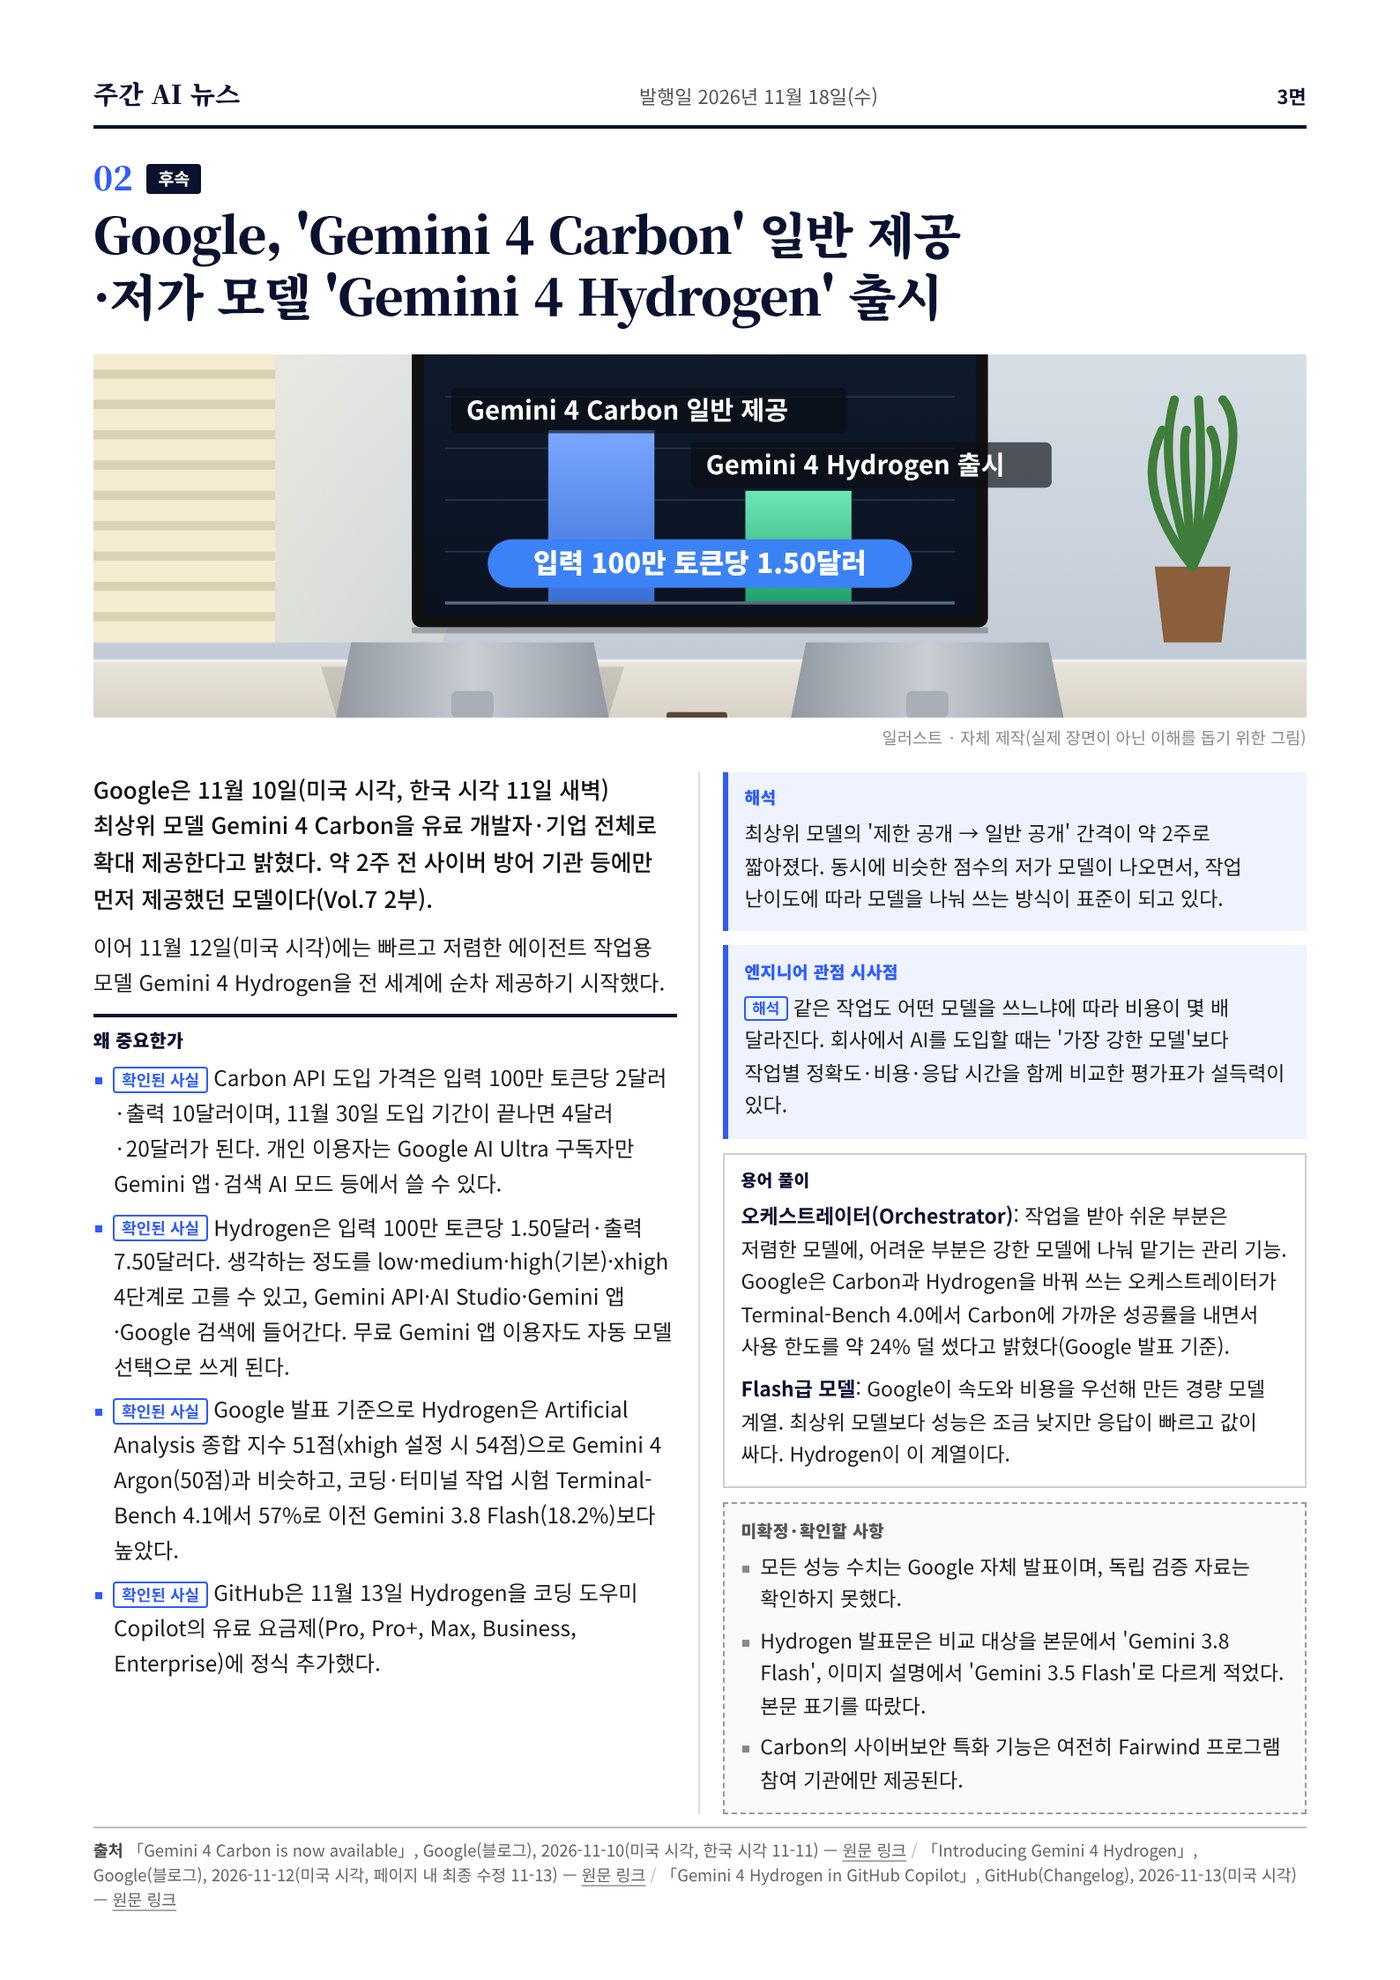 주간 AI 뉴스
발행일 2026년 11월 18일(수)
3면
02 후속
Google, 'Gemini 4 Carbon' 일반 제공
·저가 모델 'Gemini 4 Hydrogen' 출시
Gemini 4 Carbon 일반 제공
Gemini 4 Hydrogen 출시
입력 100만 토큰당 1.50달러
일러스트 · 자체 제작(실제 장면이 아닌 이해를 돕기 위한 그림)
Google은 11월 10일(미국 시각, 한국 시각 11일 새벽)
최상위 모델 Gemini 4 Carbon을 유료 개발자·기업 전체로
확대 제공한다고 밝혔다. 약 2주 전 사이버 방어 기관 등에만
먼저 제공했던 모델이다(Vol.7 2부).
이어 11월 12일(미국 시각)에는 빠르고 저렴한 에이전트 작업용
모델 Gemini 4 Hydrogen을 전 세계에 순차 제공하기 시작했다.
왜 중요한가
▪ 확인된 사실 Carbon API 도입 가격은 입력 100만 토큰당 2달러
·출력 10달러이며, 11월 30일 도입 기간이 끝나면 4달러
·20달러가 된다. 개인 이용자는 Google AI Ultra 구독자만
Gemini 앱·검색 AI 모드 등에서 쓸 수 있다.
▪ 확인된 사실 Hydrogen은 입력 100만 토큰당 1.50달러·출력
7.50달러다. 생각하는 정도를 low·medium·high(기본)·xhigh
4단계로 고를 수 있고, Gemini API·AI Studio·Gemini 앱
·Google 검색에 들어간다. 무료 Gemini 앱 이용자도 자동 모델
선택으로 쓰게 된다.
▪ 확인된 사실 Google 발표 기준으로 Hydrogen은 Artificial
Analysis 종합 지수 51점(xhigh 설정 시 54점)으로 Gemini 4
Argon(50점)과 비슷하고, 코딩·터미널 작업 시험 Terminal-
Bench 4.1에서 57%로 이전 Gemini 3.8 Flash(18.2%)보다
높았다.
▪ 확인된 사실 GitHub은 11월 13일 Hydrogen을 코딩 도우미
Copilot의 유료 요금제(Pro, Pro+, Max, Business,
Enterprise)에 정식 추가했다.
해석
최상위 모델의 '제한 공개 → 일반 공개' 간격이 약 2주로
짧아졌다. 동시에 비슷한 점수의 저가 모델이 나오면서, 작업
난이도에 따라 모델을 나눠 쓰는 방식이 표준이 되고 있다.
엔지니어 관점 시사점
해석 같은 작업도 어떤 모델을 쓰느냐에 따라 비용이 몇 배
달라진다. 회사에서 AI를 도입할 때는 '가장 강한 모델'보다
작업별 정확도·비용·응답 시간을 함께 비교한 평가표가 설득력이
있다.
용어 풀이
오케스트레이터(Orchestrator): 작업을 받아 쉬운 부분은
저렴한 모델에, 어려운 부분은 강한 모델에 나눠 맡기는 관리 기능.
Google은 Carbon과 Hydrogen을 바꿔 쓰는 오케스트레이터가
Terminal-Bench 4.0에서 Carbon에 가까운 성공률을 내면서
사용 한도를 약 24% 덜 썼다고 밝혔다(Google 발표 기준).
Flash급 모델: Google이 속도와 비용을 우선해 만든 경량 모델
계열. 최상위 모델보다 성능은 조금 낮지만 응답이 빠르고 값이
싸다. Hydrogen이 이 계열이다.
미확정·확인할 사항
▪ 모든 성능 수치는 Google 자체 발표이며, 독립 검증 자료는
확인하지 못했다.
▪ Hydrogen 발표문은 비교 대상을 본문에서 'Gemini 3.8
Flash', 이미지 설명에서 'Gemini 3.5 Flash'로 다르게 적었다.
본문 표기를 따랐다.
▪ Carbon의 사이버보안 특화 기능은 여전히 Fairwind 프로그램
참여 기관에만 제공된다.
출처 「Gemini 4 Carbon is now available」, Google(블로그), 2026-11-10(미국 시각, 한국 시각 11-11) — 원문 링크 / 「Introducing Gemini 4 Hydrogen」,
Google(블로그), 2026-11-12(미국 시각, 페이지 내 최종 수정 11-13) — 원문 링크 / 「Gemini 4 Hydrogen in GitHub Copilot」, GitHub(Changelog), 2026-11-13(미국 시각)
— 원문 링크